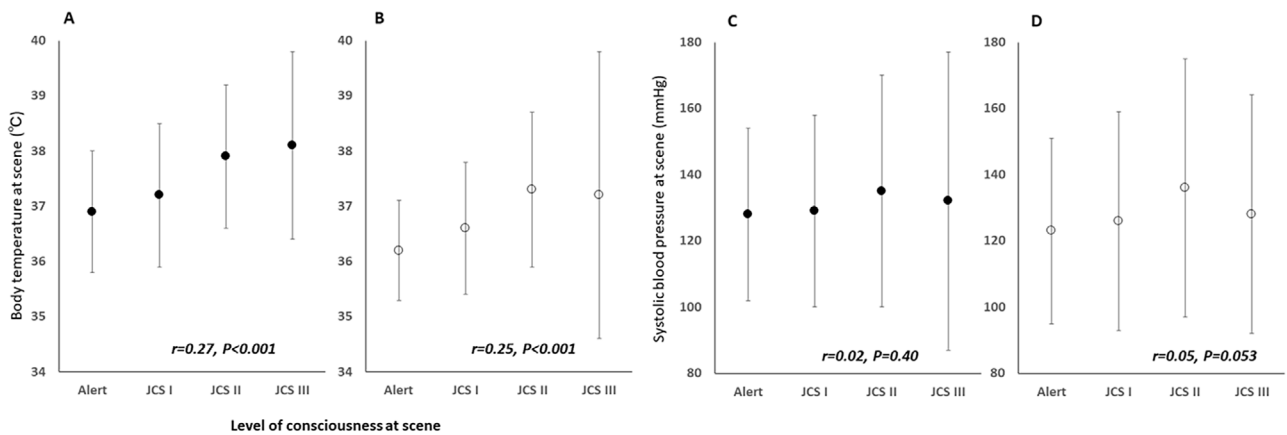 A
B
C
D
Body temperature at scene (℃)
40
39
38
37
36
35
34
r=0.27, P<0.001
Alert JCS I JCS II JCS III
40
39
38
37
36
35
34
r=0.25, P<0.001
Alert JCS I JCS II JCS III
Level of consciousness at scene
Systolic blood pressure at scene (mmHg)
180
160
140
120
100
80
r=0.02, P=0.40
Alert JCS I JCS II JCS III
180
160
140
120
100
80
r=0.05, P=0.053
Alert JCS I JCS II JCS III